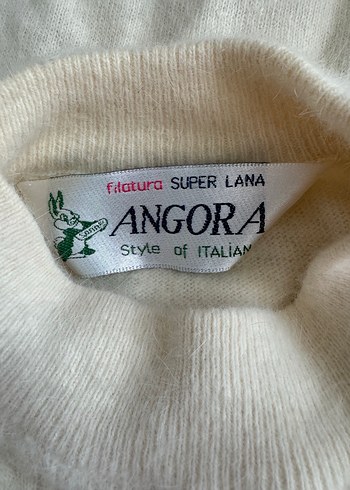 filatura SUPER LANA
ANGORA
Style of ITALIAN